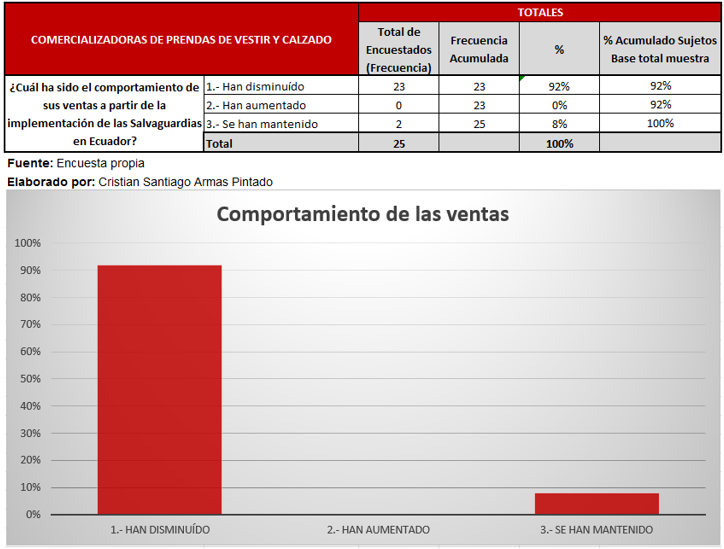 COMERCIALIZADORAS DE PRENDAS DE VESTIR Y CALZADO
TOTALES
Total de
Encuestados
(Frecuencia)
Frecuencia
Acumulada
%
% Acumulado Sujetos
Base total muestra
¿Cuál ha sido el comportamiento de
sus ventas a partir de la
implementación de las Salvaguardias
en Ecuador?
1.- Han disminuído 23 23 92% 92%
2.- Han aumentado 0 23 0% 92%
3.- Se han mantenido 2 25 8% 100%
Total 25 100%
Fuente: Encuesta propia
Elaborado por: Cristian Santiago Armas Pintado
Comportamiento de las ventas
100%
90%
80%
70%
60%
50%
40%
30%
20%
10%
0%
1.- HAN DISMINUÍDO 2.- HAN AUMENTADO 3.- SE HAN MANTENIDO